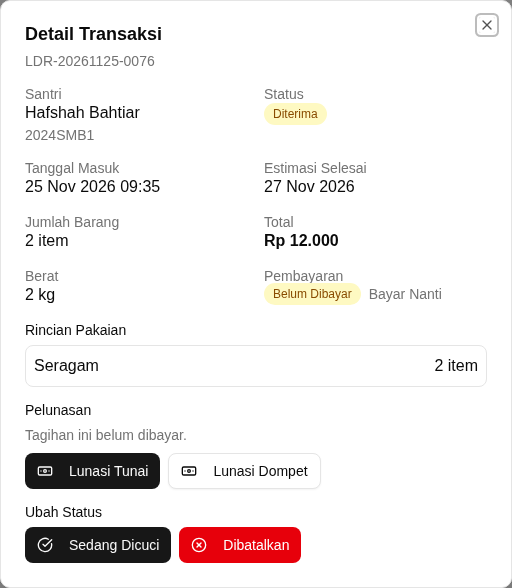 Detail Transaksi
LDR-20261125-0076
Santri
Hafshah Bahtiar
2024SMB1
Status
Diterima
Tanggal Masuk
25 Nov 2026 09:35
Estimasi Selesai
27 Nov 2026
Jumlah Barang
2 item
Total
Rp 12.000
Berat
2 kg
Pembayaran
Belum Dibayar Bayar Nanti
Rincian Pakaian
Seragam 2 item
Pelunasan
Tagihan ini belum dibayar.
Lunasi Tunai Lunasi Dompet
Ubah Status
Sedang Dicuci Dibatalkan